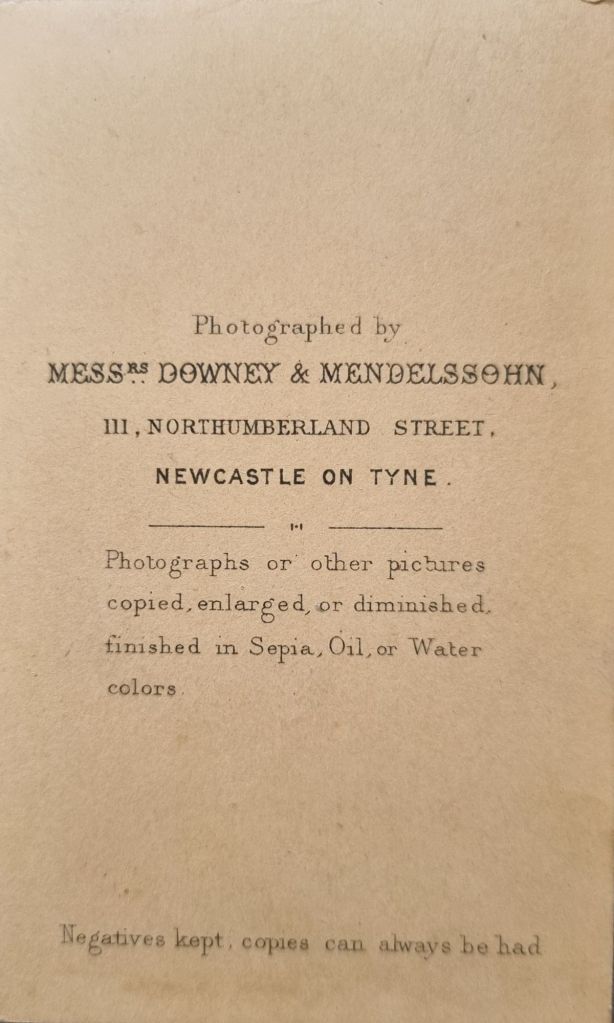 Photographed by
MESSRS. DOWNEY & MENDELSSOHN,
111, NORTHUMBERLAND STREET,
NEWCASTLE ON TYNE.
Photographs or other pictures
copied, enlarged, or diminished,
finished in Sepia, Oil, or Water
colors.
Negatives kept, copies can always be had